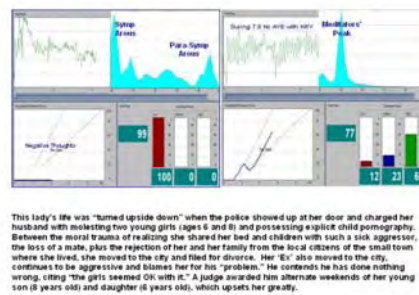 Symp
Arous
Para-Symp
Arous
Negative Thoughts
99
100 0 0
During 7.8 Hz AVS with HRV
Meditators'
Peak
77
12 23 6
This lady's life was "turned upside down" when the police showed up at her door and charged her
husband with molesting two young girls (ages 6 and 8) and possessing explicit child pornography.
Between the moral trauma of realizing she shared her bed and children with such a sick aggressor,
the loss of a mate, plus the rejection of her and her family from the local citizens of the small town
where she lived, she moved to the city and filed for divorce. Her 'Ex' also moved to the city,
continues to be aggressive and blames her for his "problem." He contends he has done nothing
wrong, citing "the girls seemed OK with it." A judge awarded him alternate weekends of her young
son (8 years old) and daughter (6 years old), which upsets her greatly.